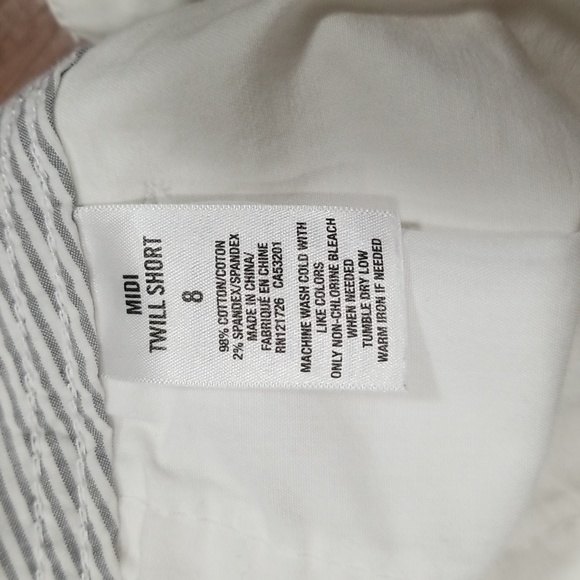 MIDI
TWILL SHORT
8
98% COTTON/COTON
2% SPANDEX/SPANDEX
MADE IN CHINA/
FABRIQUÉ EN CHINE
RN121726 CA53201
MACHINE WASH COLD WITH
LIKE COLORS
ONLY NON-CHLORINE BLEACH
WHEN NEEDED
TUMBLE DRY LOW
WARM IRON IF NEEDED